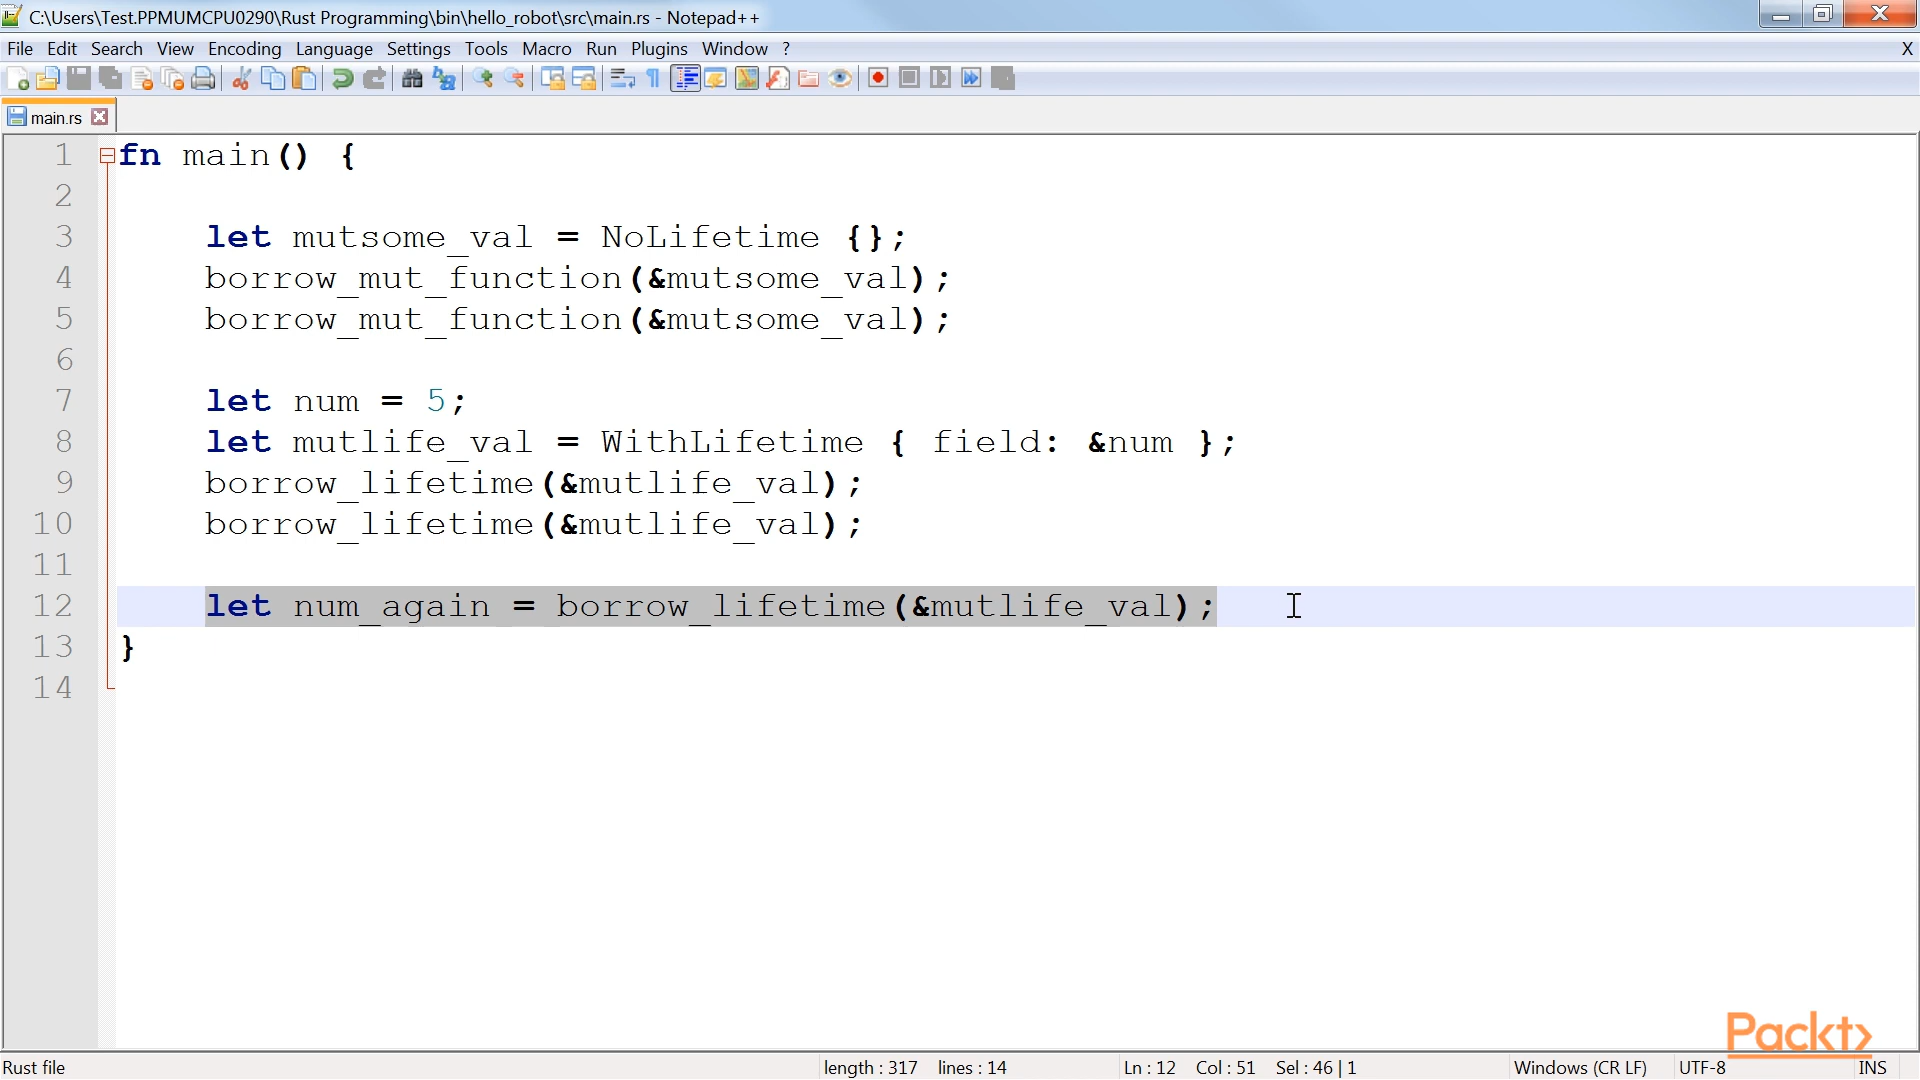 C:\Users\Test.PPMUMCPU0290\Rust Programming\bin\hello_robot\src\main.rs - Notepad++
File Edit Search View Encoding Language Settings Tools Macro Run Plugins Window ? X
main.rs
1 fn main() {
2
3 let mutsome_val = NoLifetime {};
4 borrow_mut_function(&mutsome_val);
5 borrow_mut_function(&mutsome_val);
6
7 let num = 5;
8 let mutlife_val = WithLifetime { field: &num };
9 borrow_lifetime(&mutlife_val);
10 borrow_lifetime(&mutlife_val);
11
12 let num_again = borrow_lifetime(&mutlife_val);
13 }
14
Packt>
Rust file length : 317 lines : 14 Ln : 12 Col : 51 Sel : 46 | 1 Windows (CR LF) UTF-8 INS